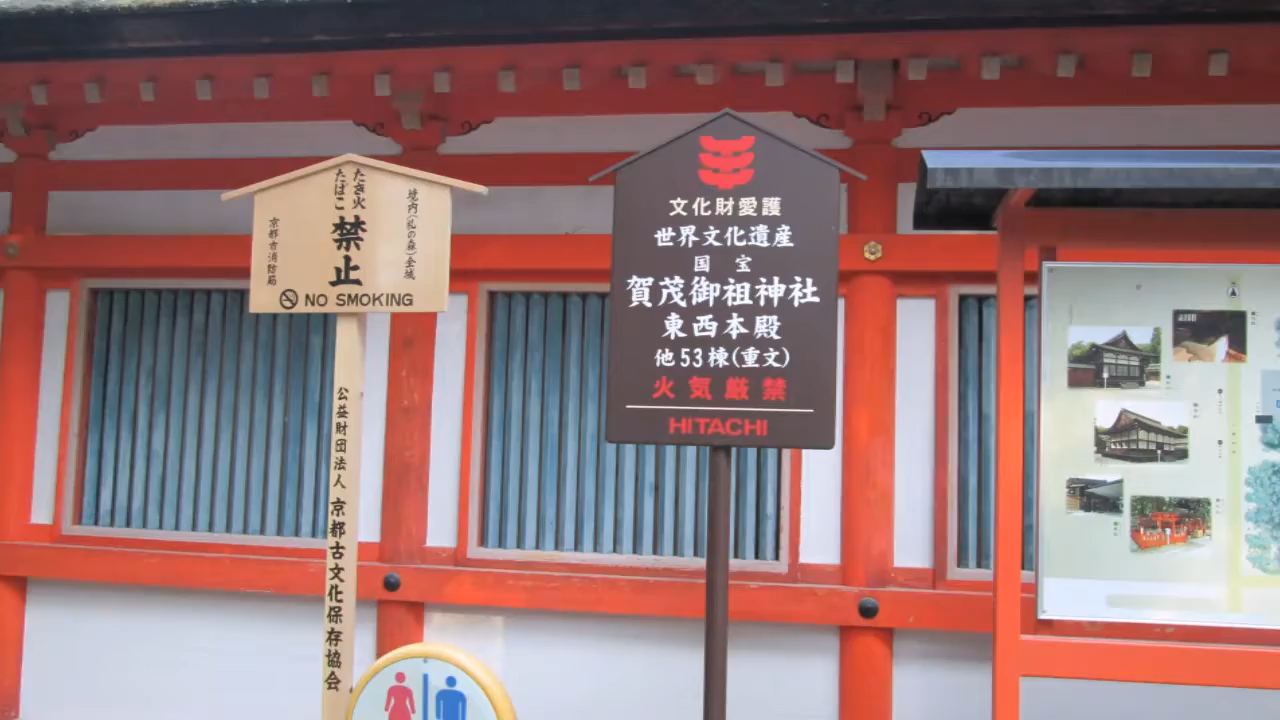 境内(糺の森)全域
たき火
たばこ
禁止
京都市消防局
NO SMOKING
公益財団法人 京都古文化保存協会
文化財愛護
世界文化遺産
国 宝
賀茂御祖神社
東西本殿
他53棟(重文)
火気厳禁
HITACHI